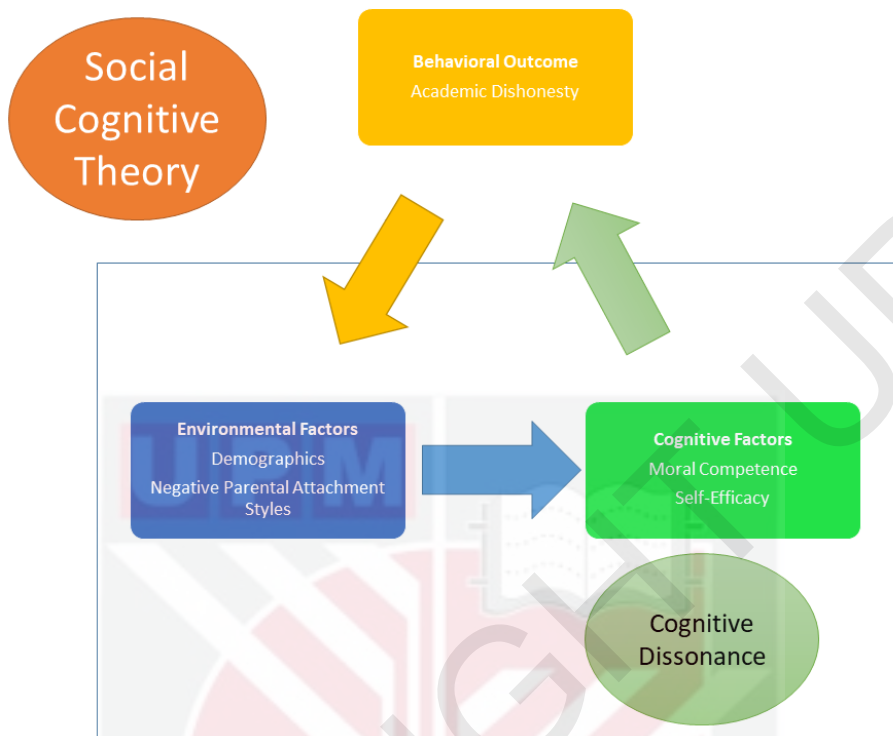 Social
Cognitive
Theory
Behavioral Outcome
Academic Dishonesty
Environmental Factors
Demographics
Negative Parental Attachment
Styles
Cognitive Factors
Moral Competence
Self-Efficacy
Cognitive
Dissonance
UPM